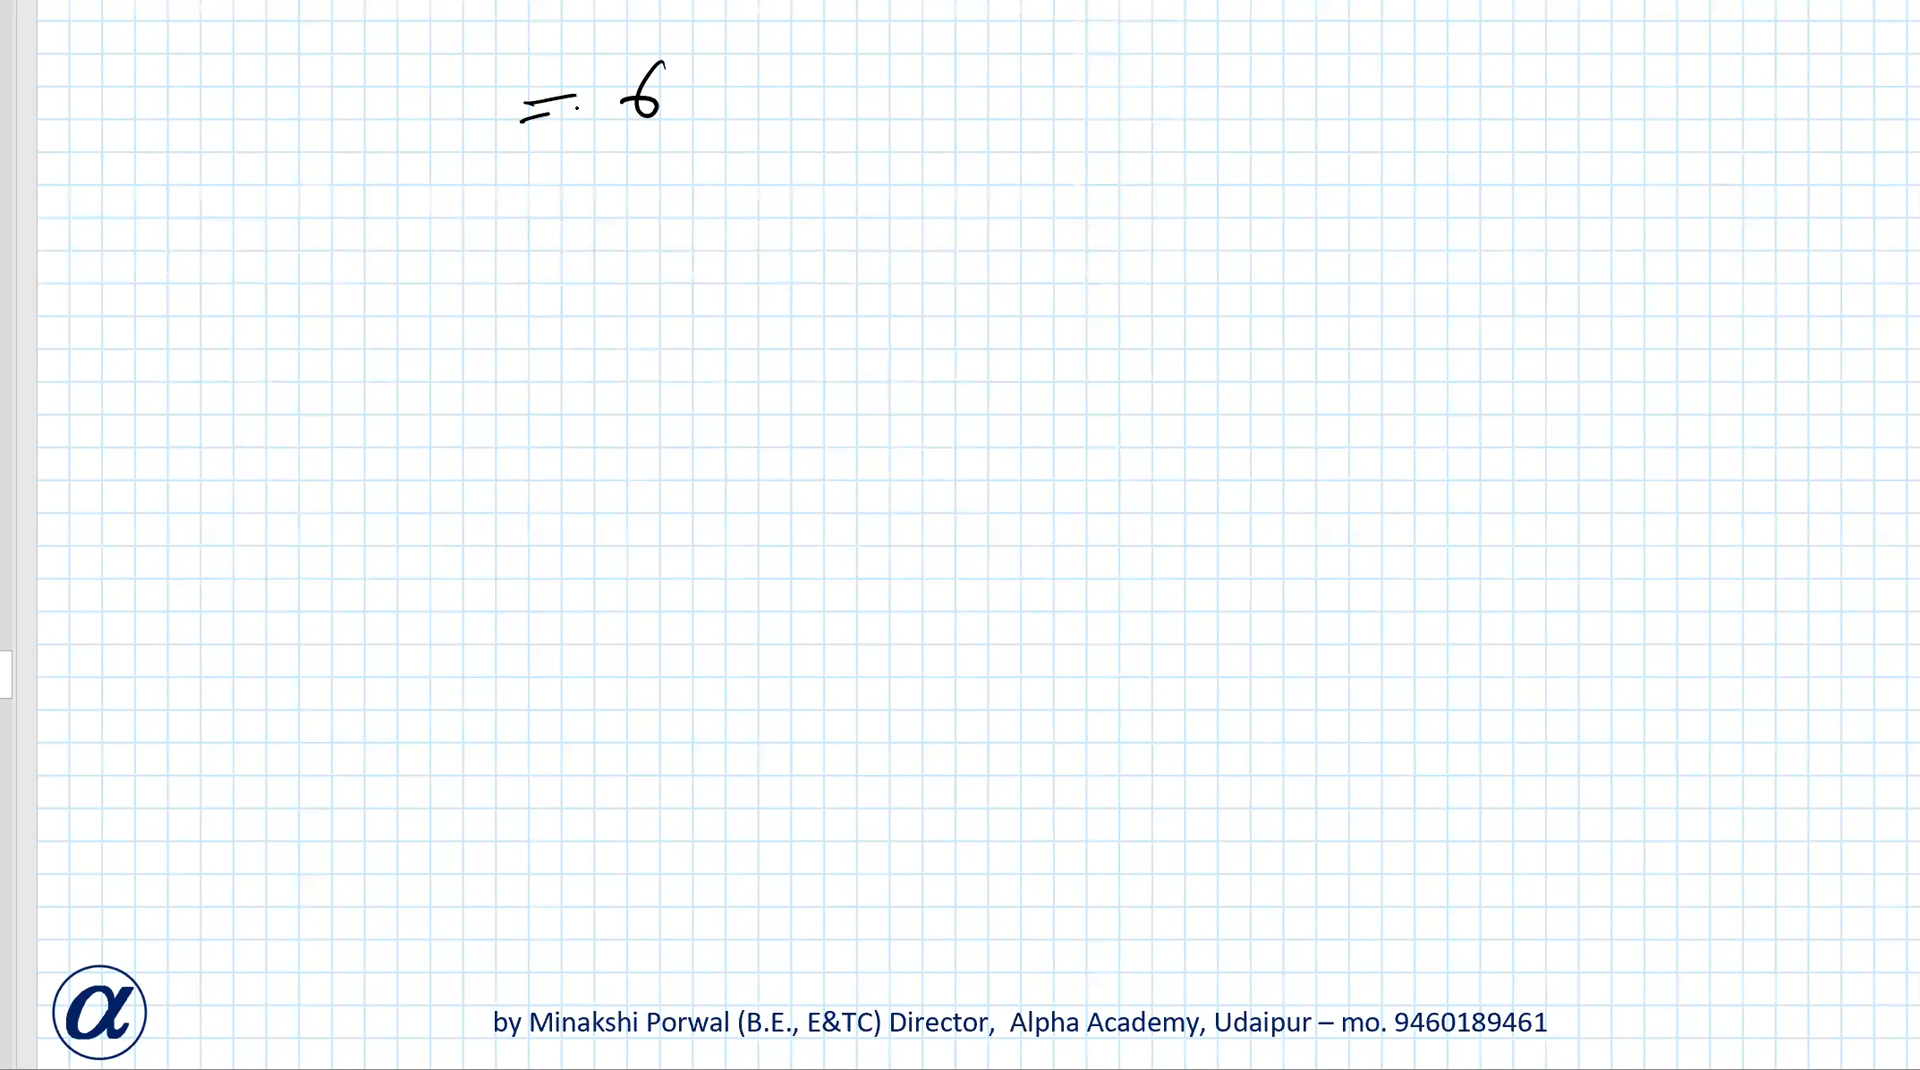 = 6
α
by Minakshi Porwal (B.E., E&TC) Director, Alpha Academy, Udaipur – mo. 9460189461